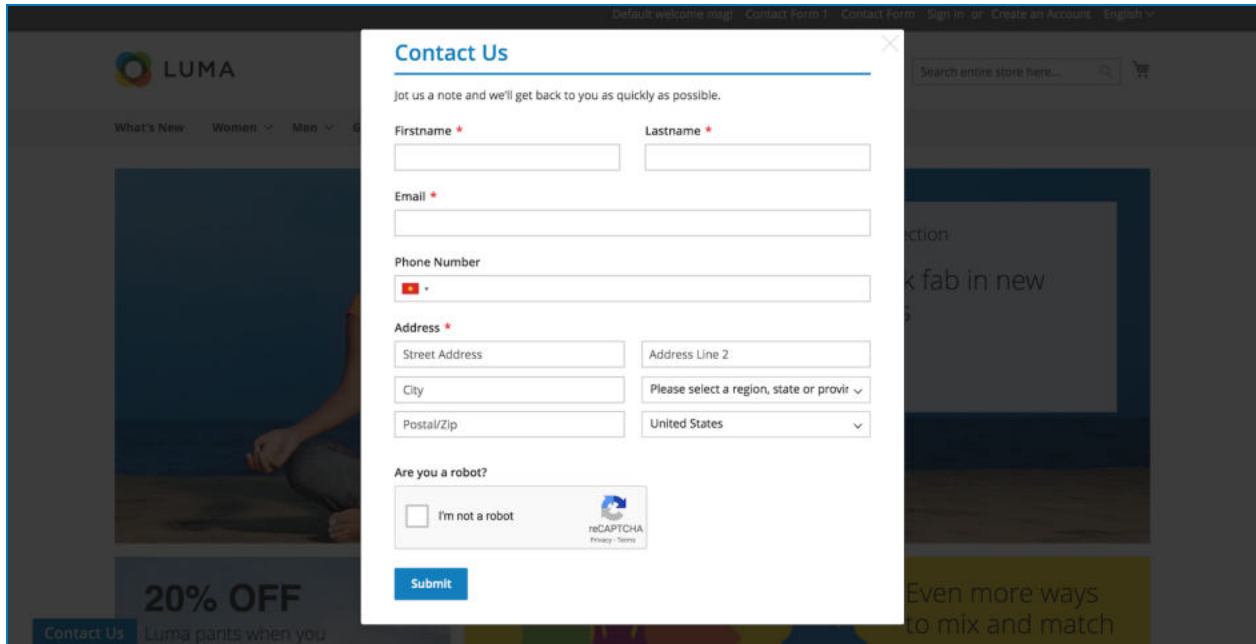 Default welcome msg! Contact Form 1 Contact Form Sign In or Create an Account English
LUMA
Search entire store here...
What's New Women Men G
Contact Us
Jot us a note and we'll get back to you as quickly as possible.
Firstname * Lastname *
Email *
Phone Number
Address *
Street Address Address Line 2
City Please select a region, state or provir
Postal/Zip United States
Are you a robot?
I'm not a robot
reCAPTCHA
Privacy - Terms
Submit
ection
k fab in new
s
20% OFF
Luma pants when you
Contact Us
Even more ways
to mix and match